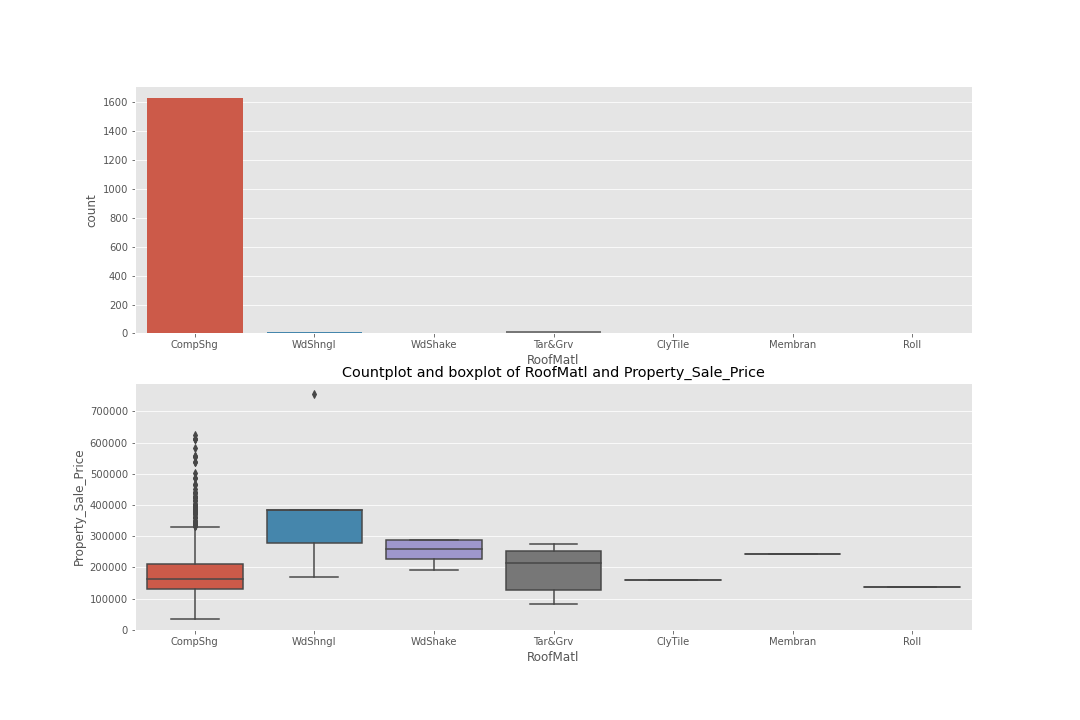 1600
1400
1200
1000
800
600
400
200
0
count
CompShg WdShngl WdShake Tar&Grv ClyTile Membran Roll
RoofMatl
Countplot and boxplot of RoofMatl and Property_Sale_Price
700000
600000
500000
400000
300000
200000
100000
0
Property_Sale_Price
CompShg WdShngl WdShake Tar&Grv ClyTile Membran Roll
RoofMatl